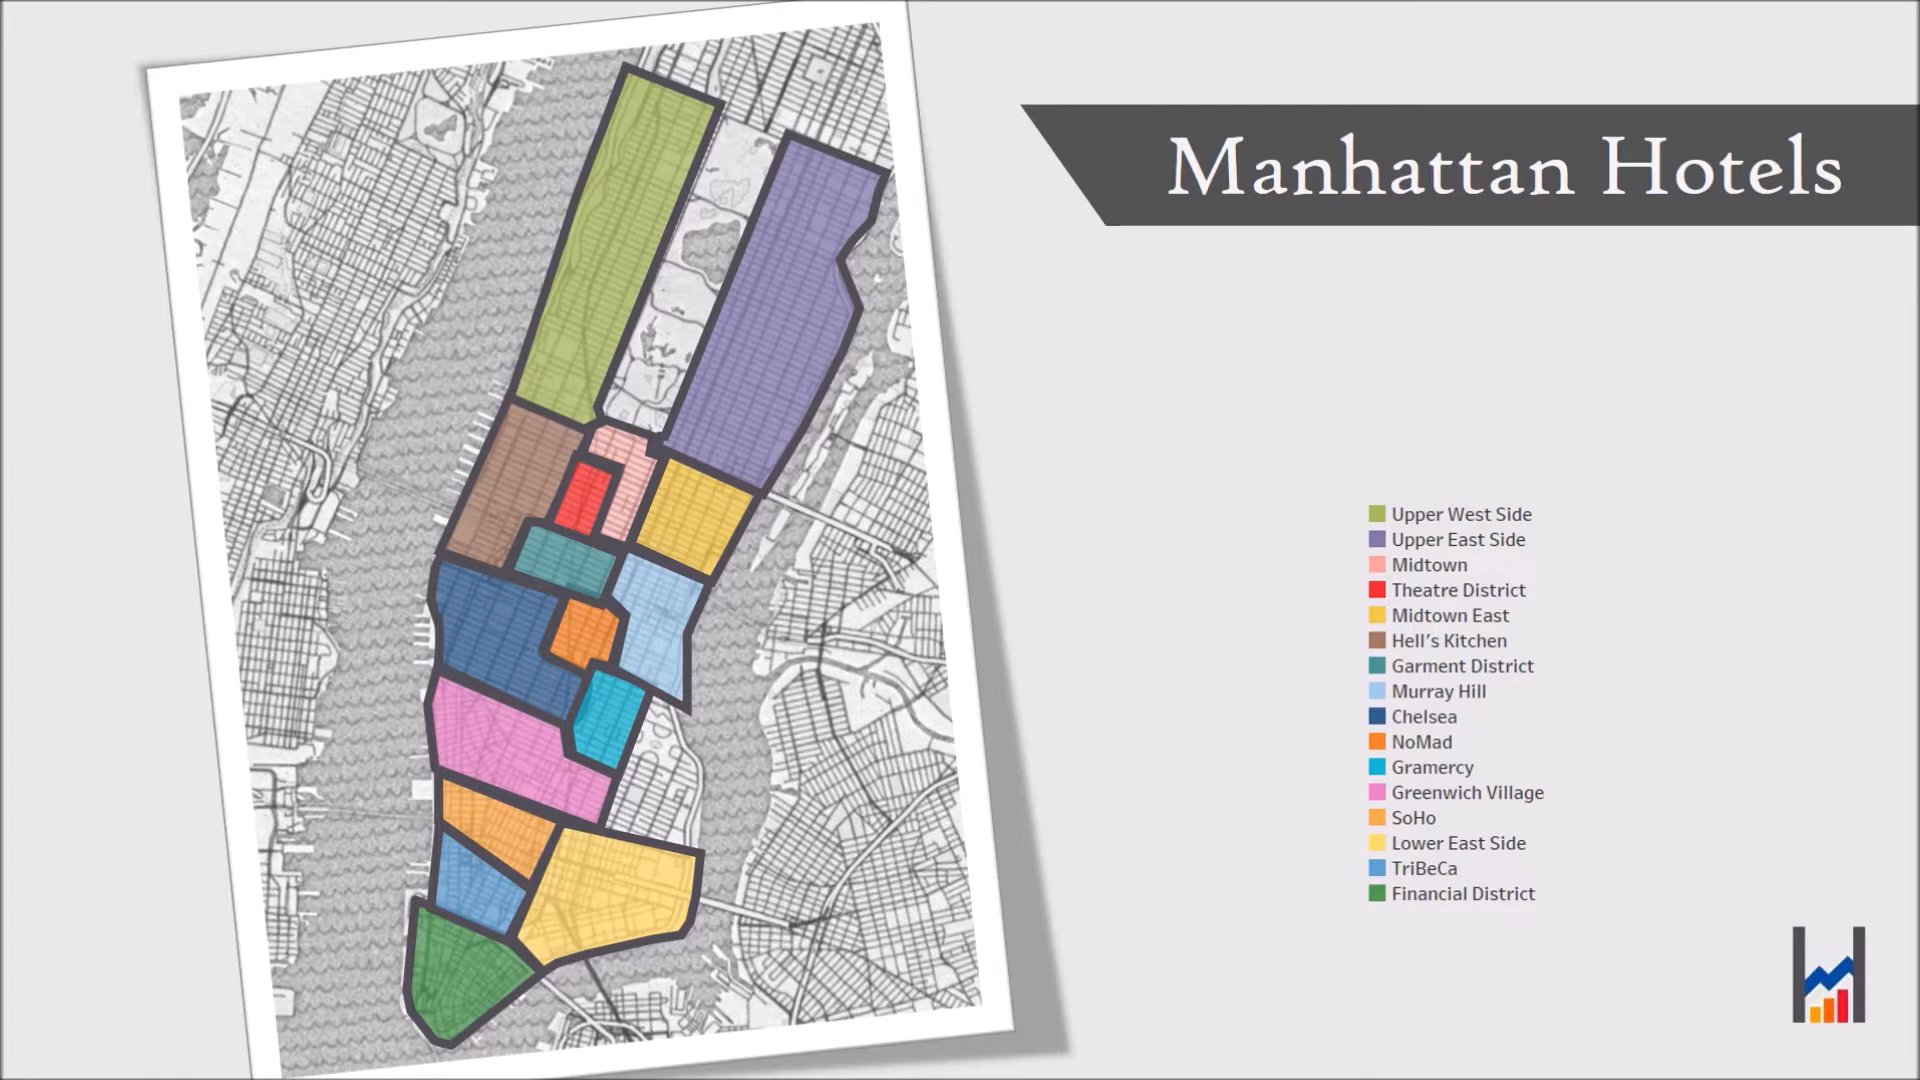 Manhattan Hotels
Upper West Side
Upper East Side
Midtown
Theatre District
Midtown East
Hell's Kitchen
Garment District
Murray Hill
Chelsea
NoMad
Gramercy
Greenwich Village
SoHo
Lower East Side
TriBeCa
Financial District